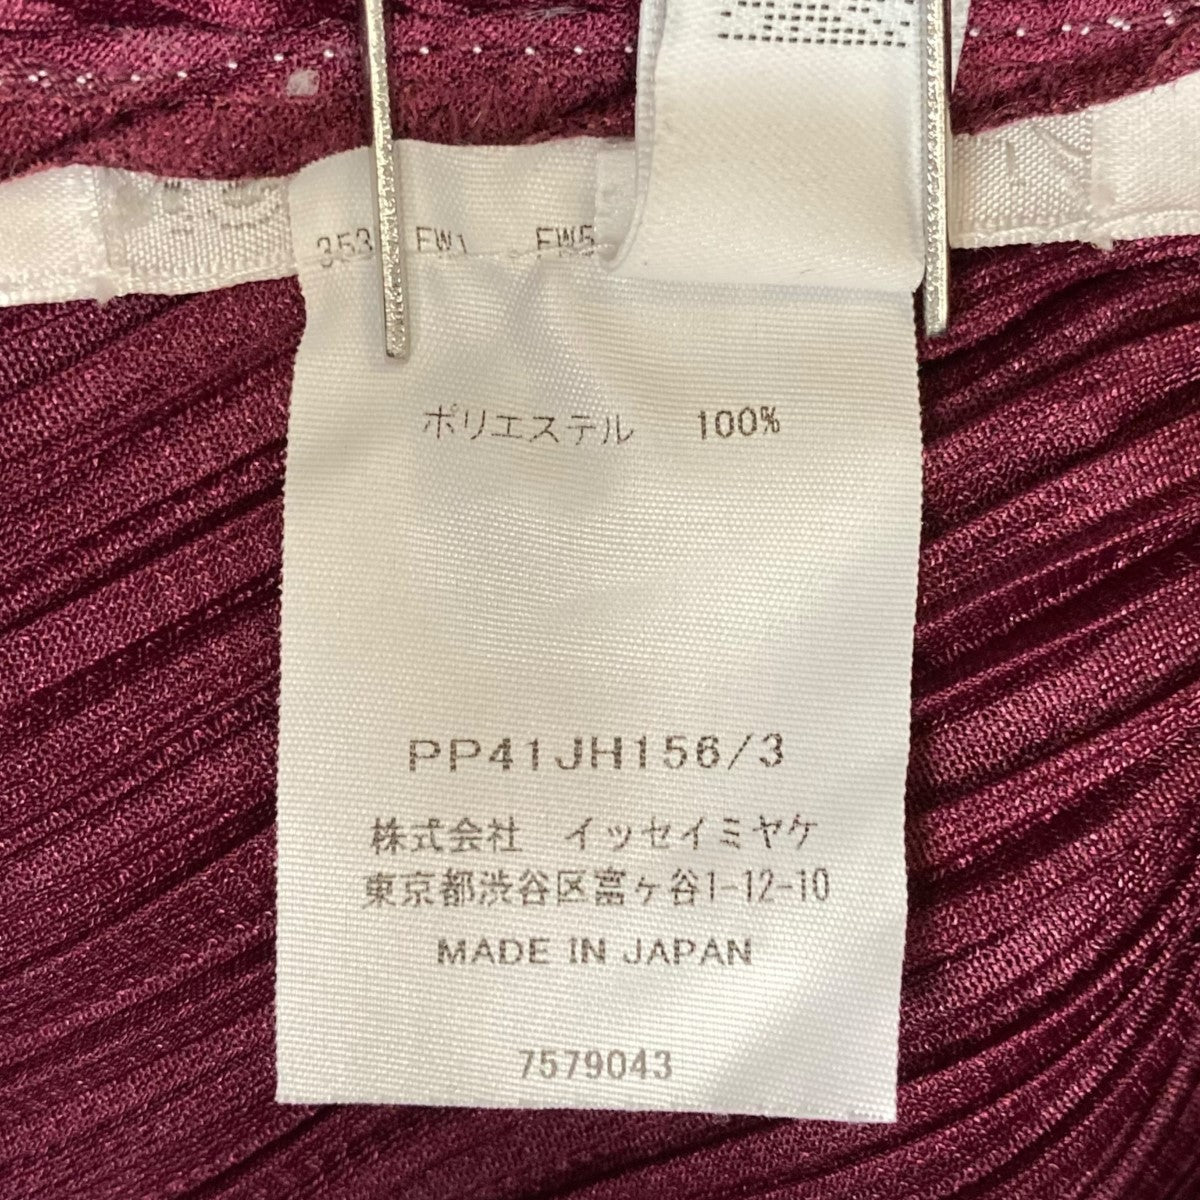 353 FW1 FW5
ポリエステル 100%
PP41JH156/3
株式会社 イッセイミヤケ
東京都渋谷区富ヶ谷1-12-10
MADE IN JAPAN
7579043